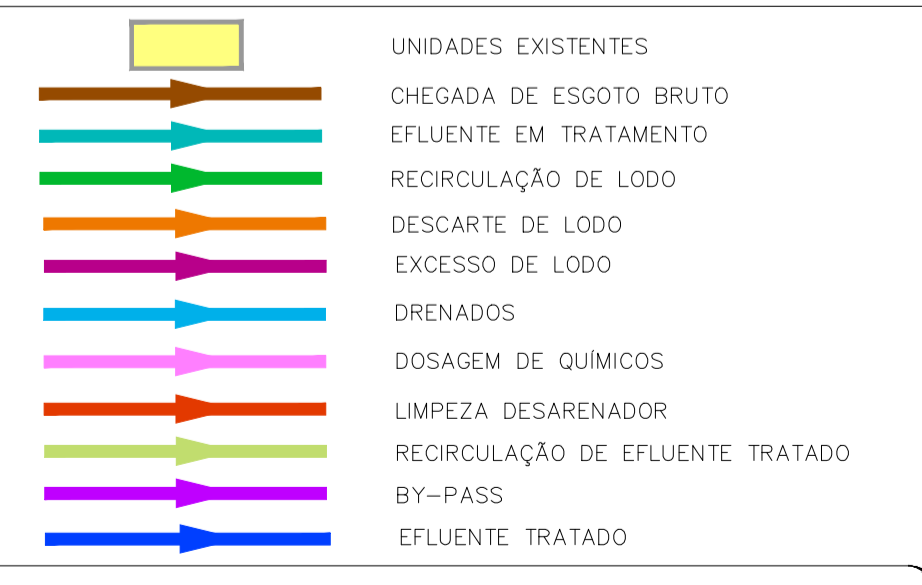 UNIDADES EXISTENTES
CHEGADA DE ESGOTO BRUTO
EFLUENTE EM TRATAMENTO
RECIRCULAÇÃO DE LODO
DESCARTE DE LODO
EXCESSO DE LODO
DRENADOS
DOSAGEM DE QUÍMICOS
LIMPEZA DESARENADOR
RECIRCULAÇÃO DE EFLUENTE TRATADO
BY-PASS
EFLUENTE TRATADO